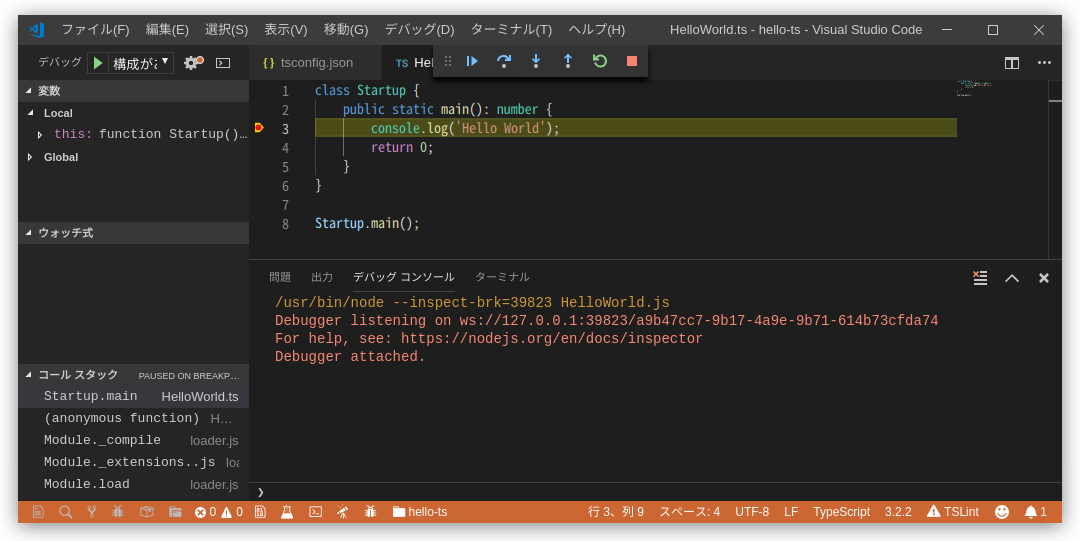 ファイル(F) 編集(E) 選択(S) 表示(V) 移動(G) デバッグ(D) ターミナル(T) ヘルプ(H) HelloWorld.ts - hello-ts - Visual Studio Code
デバッグ 構成がﾖ {} tsconfig.json TS Hel
変数
Local
this: function Startup()…
Global
ウォッチ式
コール スタック PAUSED ON BREAKP…
Startup.main HelloWorld.ts
(anonymous function) H…
Module._compile loader.js
Module._extensions..js loa
Module.load loader.js
1 class Startup {
2 public static main(): number {
3 console.log('Hello World');
4 return 0;
5 }
6 }
7
8 Startup.main();
問題 出力 デバッグ コンソール ターミナル
/usr/bin/node --inspect-brk=39823 HelloWorld.js
Debugger listening on ws://127.0.0.1:39823/a9b47cc7-9b17-4a9e-9b71-614b73cfda74
For help, see: https://nodejs.org/en/docs/inspector
Debugger attached.
❯
0 0 hello-ts 行 3、列 9 スペース: 4 UTF-8 LF TypeScript 3.2.2 TSLint 1